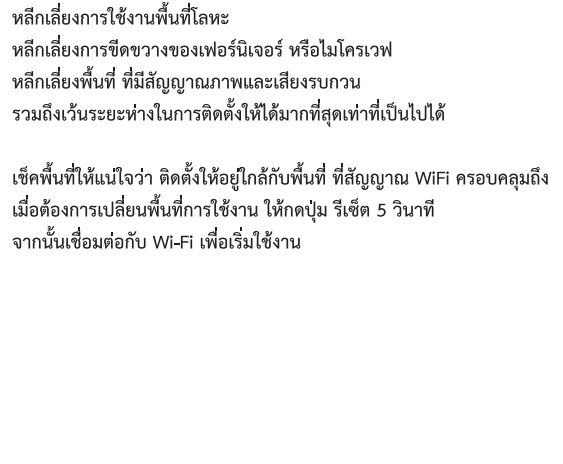 หลีกเลี่ยงการใช้งานพื้นที่โลหะ
หลีกเลี่ยงการขีดขวางของเฟอร์นิเจอร์ หรือไมโครเวฟ
หลีกเลี่ยงพื้นที่ ที่มีสัญญาณภาพและเสียงรบกวน
รวมถึงเว้นระยะห่างในการติดตั้งให้ได้มากที่สุดเท่าที่เป็นไปได้
เช็คพื้นที่ให้แน่ใจว่า ติดตั้งให้อยู่ใกล้กับพื้นที่ ที่สัญญาณ WiFi ครอบคลุมถึง
เมื่อต้องการเปลี่ยนพื้นที่การใช้งาน ให้กดปุ่ม รีเซ็ต 5 วินาที
จากนั้นเชื่อมต่อกับ Wi-Fi เพื่อเริ่มใช้งาน